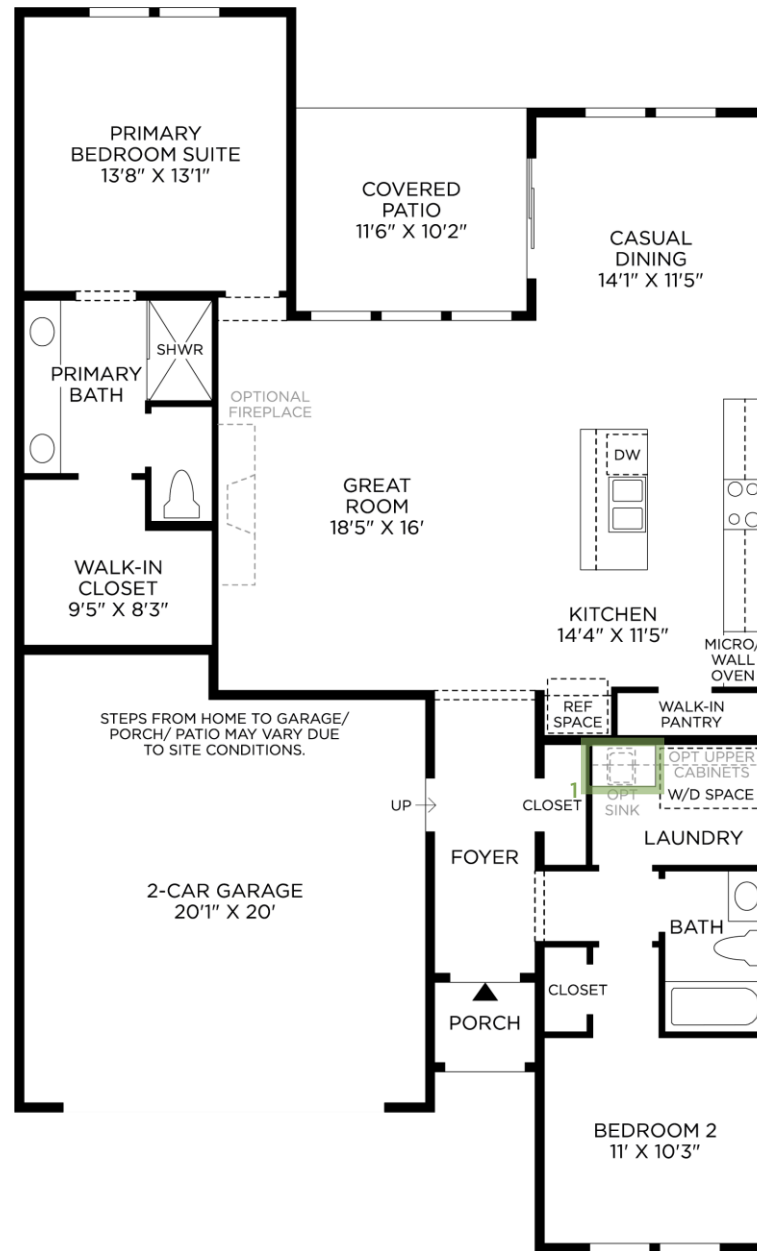 PRIMARY
BEDROOM SUITE
13'8" X 13'1"
COVERED
PATIO
11'6" X 10'2"
CASUAL
DINING
14'1" X 11'5"
SHWR
PRIMARY
BATH
OPTIONAL
FIREPLACE
DW
GREAT
ROOM
18'5" X 16'
WALK-IN
CLOSET
9'5" X 8'3"
KITCHEN
14'4" X 11'5"
MICRO/
WALL
OVEN
REF
SPACE
WALK-IN
PANTRY
STEPS FROM HOME TO GARAGE/
PORCH/ PATIO MAY VARY DUE
TO SITE CONDITIONS.
OPT UPPER
CABINETS
1
OPT
SINK
W/D SPACE
UP
CLOSET
LAUNDRY
FOYER
2-CAR GARAGE
20'1" X 20'
BATH
CLOSET
PORCH
BEDROOM 2
11' X 10'3"